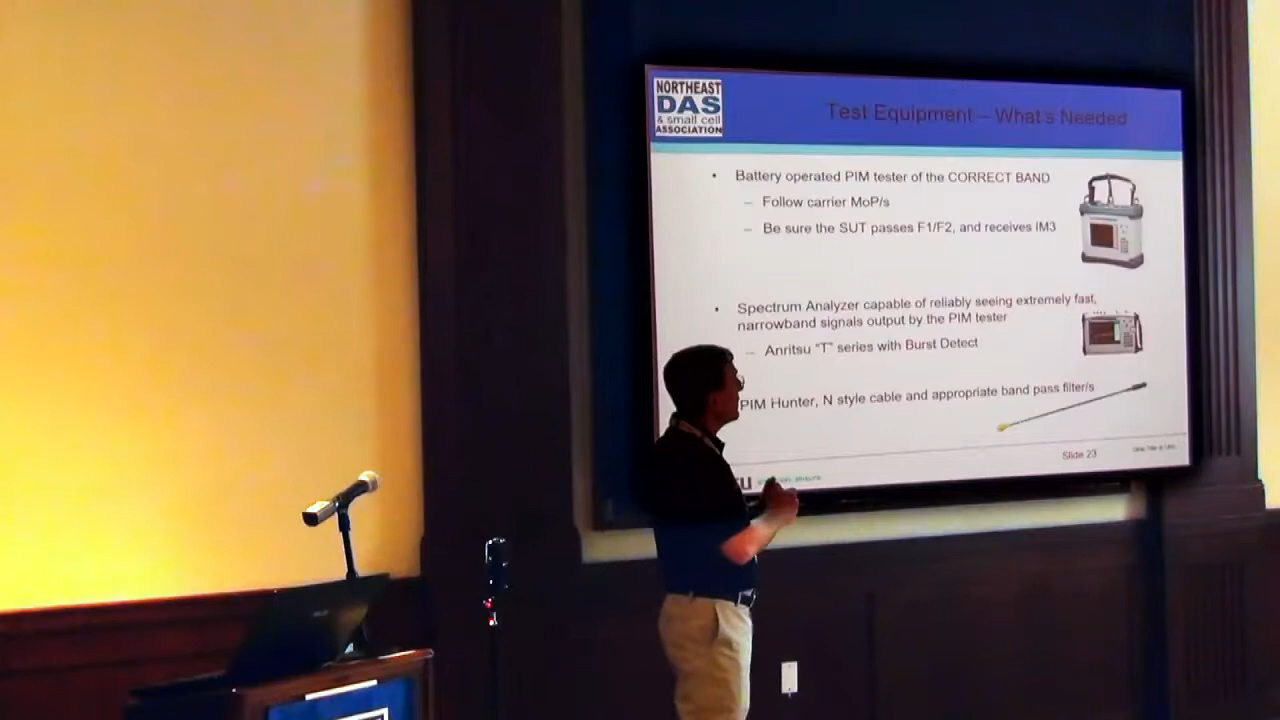 NORTHEAST
DAS
& small cell
ASSOCIATION
Test Equipment – What's Needed
• Battery operated PIM tester of the CORRECT BAND
– Follow carrier MoP/s
– Be sure the SUT passes F1/F2, and receives IM3
• Spectrum Analyzer capable of reliably seeing extremely fast,
narrowband signals output by the PIM tester
– Anritsu “T” series with Burst Detect
PIM Hunter, N style cable and appropriate band pass filter/s
Slide 23